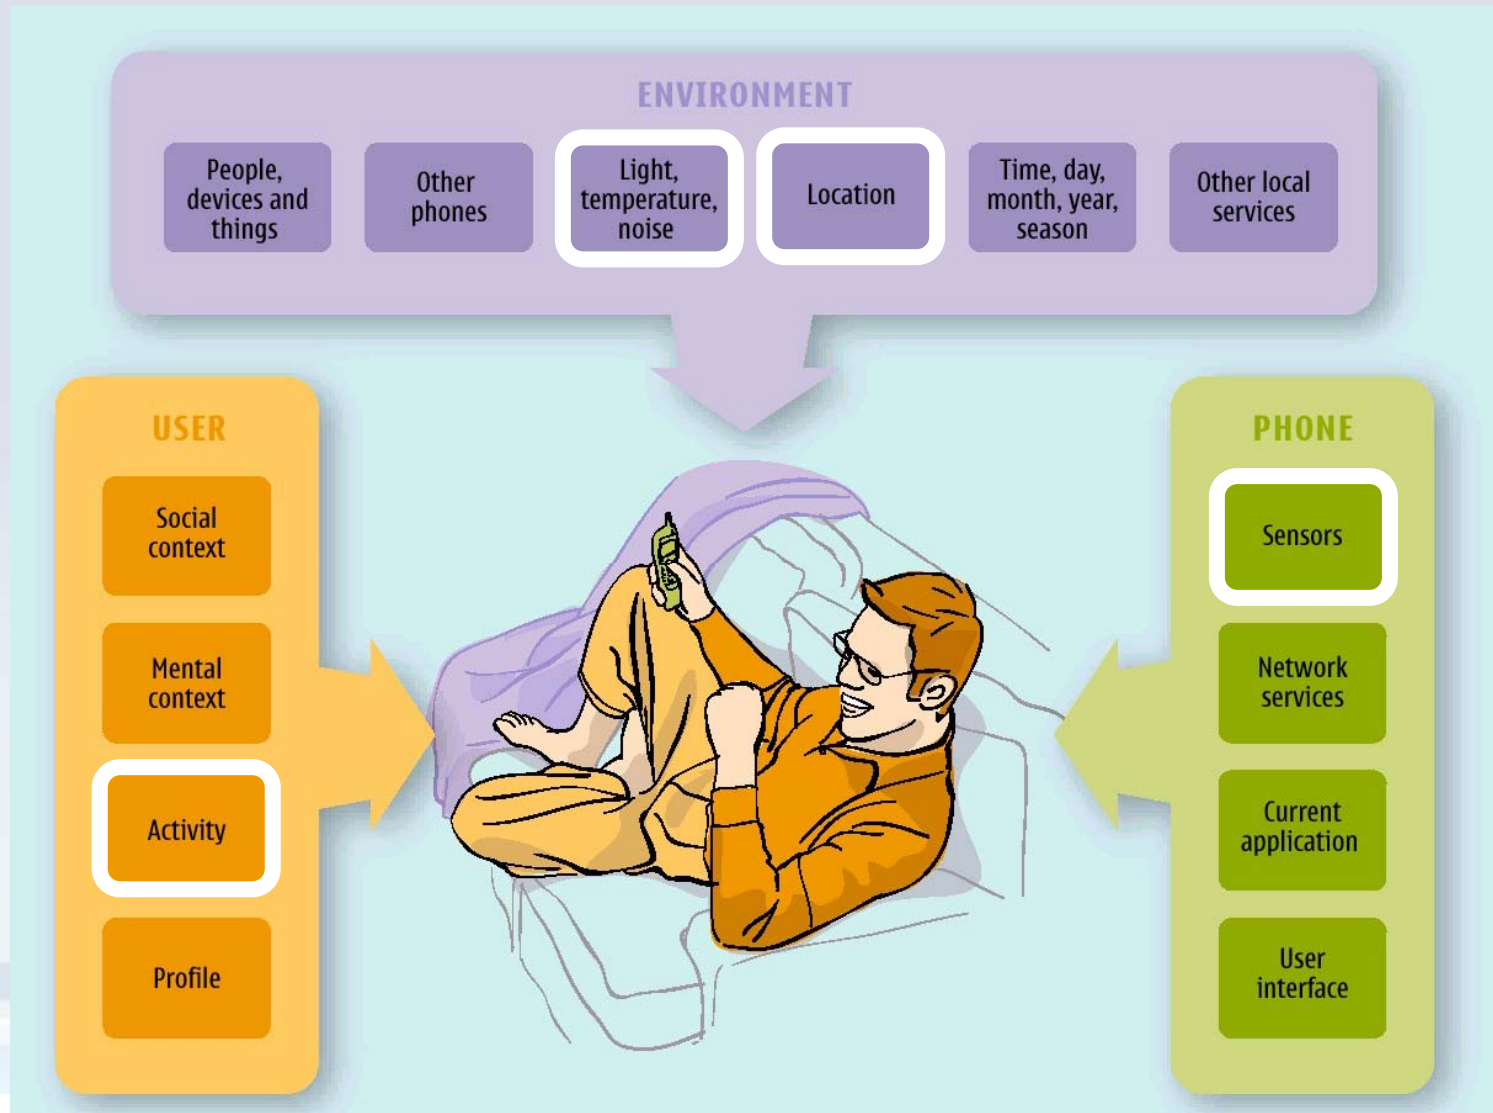 ENVIRONMENT
People,
devices and
things
Other
phones
Light,
temperature,
noise
Location
Time, day,
month, year,
season
Other local
services
USER
Social
context
Mental
context
Activity
Profile
PHONE
Sensors
Network
services
Current
application
User
interface